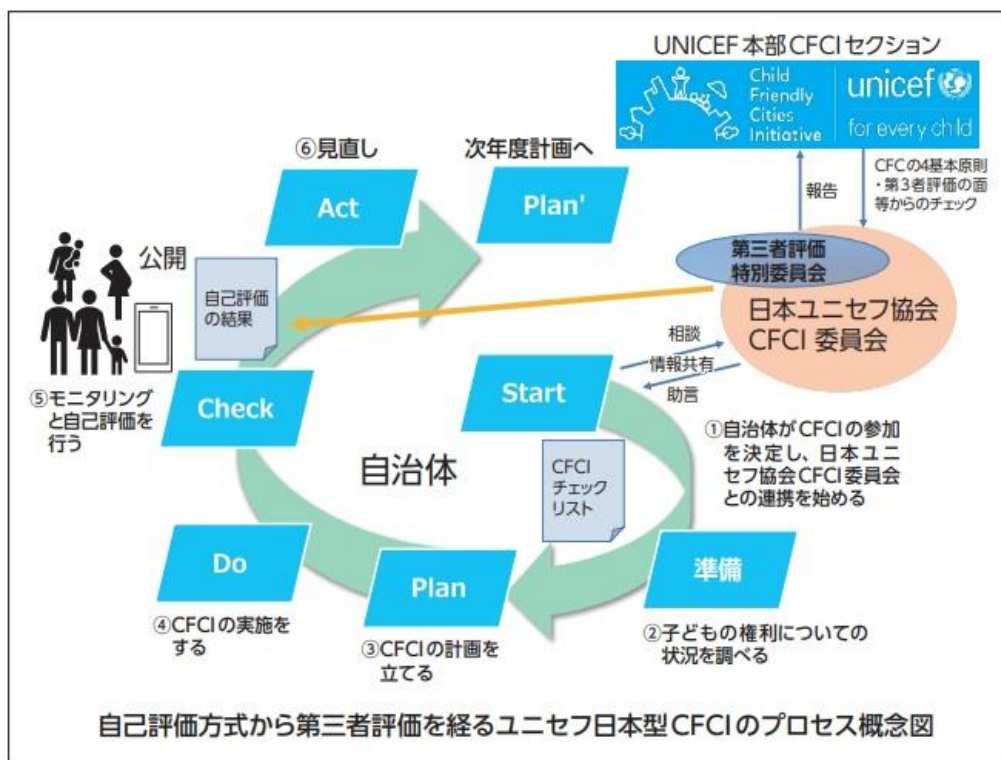 UNICEF本部CFCIセクション
Child
Friendly
Cities
Initiative
unicef
for every child
⑥見直し
次年度計画へ
Act
Plan'
報告
CFCの4基本原則
・第3者評価の面
等からのチェック
第三者評価
特別委員会
日本ユニセフ協会
CFCI 委員会
公開
自己評価
の結果
相談
情報共有
助言
Start
Check
⑤モニタリング
と自己評価を
行う
自治体
CFCI
チェック
リスト
①自治体がCFCIの参加
を決定し、日本ユニ
セフ協会CFCI委員会
との連携を始める
準備
②子どもの権利についての
状況を調べる
Plan
③CFCIの計画を
立てる
Do
④CFCIの実施を
する
自己評価方式から第三者評価を経るユニセフ日本型CFCIのプロセス概念図